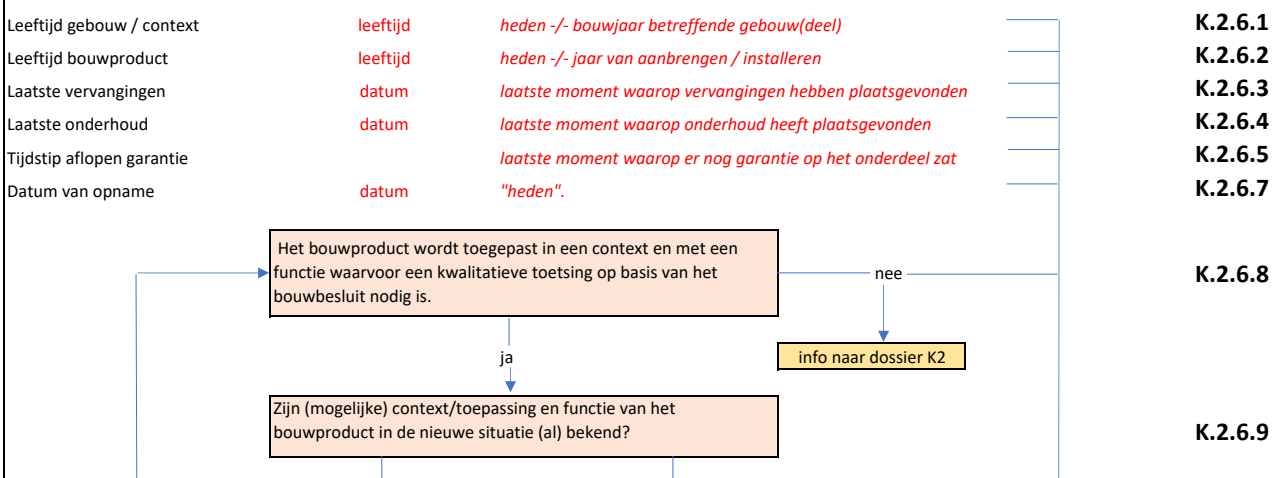 Leeftijd gebouw / context leeftijd heden -/- bouwjaar betreffende gebouw(deel) K.2.6.1
Leeftijd bouwproduct leeftijd heden -/- jaar van aanbrengen / installeren K.2.6.2
Laatste vervangingen datum laatste moment waarop vervangingen hebben plaatsgevonden K.2.6.3
Laatste onderhoud datum laatste moment waarop onderhoud heeft plaatsgevonden K.2.6.4
Tijdstip aflopen garantie laatste moment waarop er nog garantie op het onderdeel zat K.2.6.5
Datum van opname datum "heden". K.2.6.7
Het bouwproduct wordt toegepast in een context en met een
functie waarvoor een kwalitatieve toetsing op basis van het
bouwbesluit nodig is.
nee
K.2.6.8
ja
info naar dossier K2
Zijn (mogelijke) context/toepassing en functie van het
bouwproduct in de nieuwe situatie (al) bekend?
K.2.6.9